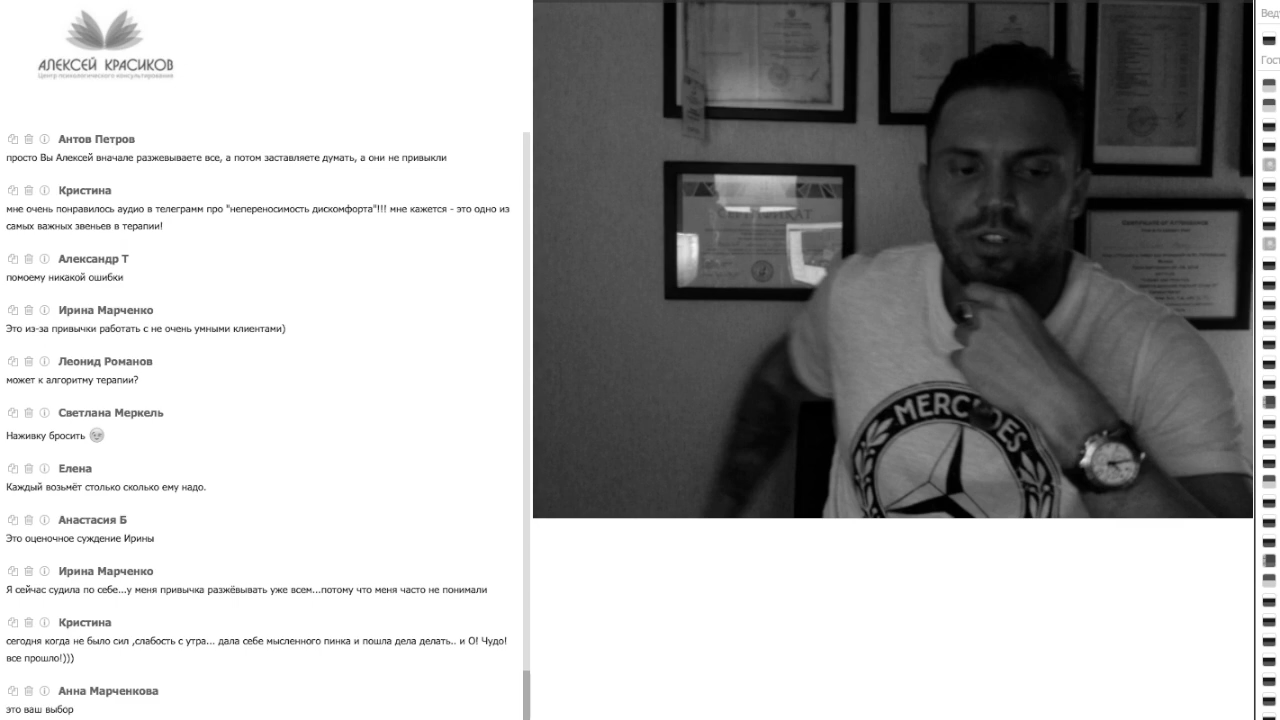 АЛЕКСЕЙ КРАСИКОВ
Центр психологического консультирования
Антов Петров
просто Вы Алексей вначале разжевываете все, а потом заставляете думать, а они не привыкли
Кристина
мне очень понравилось аудио в телеграмм про "непереносимость дискомфорта"!!! мне кажется - это одно из
самых важных звеньев в терапии!
Александр Т
помоему никакой ошибки
Ирина Марченко
Это из-за привычки работать с не очень умными клиентами)
Леонид Романов
может к алгоритму терапии?
Светлана Меркель
Наживку бросить
Елена
Каждый возьмёт столько сколько ему надо.
Анастасия Б
Это оценочное суждение Ирины
Ирина Марченко
Я сейчас судила по себе...у меня привычка разжёвывать уже всем...потому что меня часто не понимали
Кристина
сегодня когда не было сил ,слабость с утра... дала себе мысленного пинка и пошла дела делать.. и О! Чудо!
все прошло!)))
Анна Марченкова
это ваш выбор
СЕРТИФИКАТ
MERCEDES
Вед
Гост